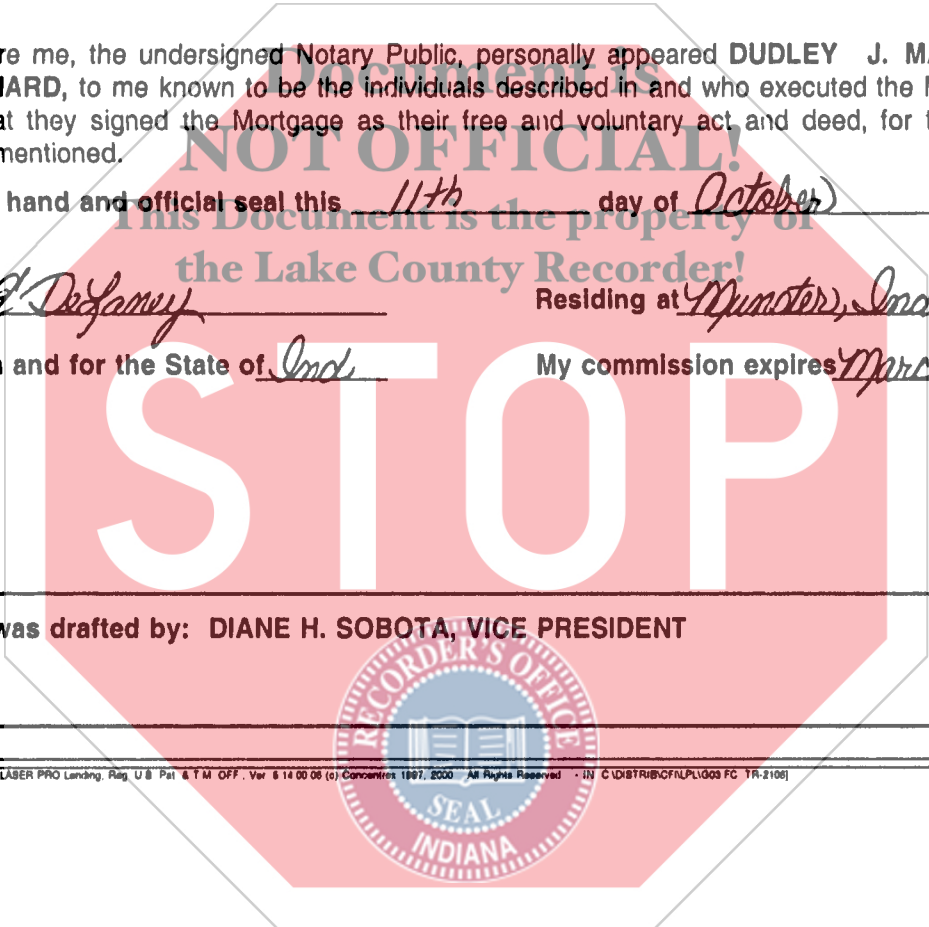 re me, the undersigned Notary Public, personally appeared DUDLEY J. MA
IARD, to me known to be the individuals described in and who executed the
at they signed the Mortgage as their free and voluntary act and deed, for t
mentioned.
hand and official seal this 11th day of October
DeLaney Residing at Munster, Ind
and for the State of Ind. My commission expires Marc
was drafted by: DIANE H. SOBOTA, VICE PRESIDENT
LASER PRO Lending, Reg. U.S. Pat. & T.M. OFF., Ver. 5.14.00.06 (c) Concentrex 1997, 2000 All Rights Reserved. - IN C:\DISTRIB\CFI\LPL\G03.FC TR-2106]
Document is
NOT OFFICIAL!
This Document is the property of
the Lake County Recorder!
STOP
RECORDER'S OFFICE
SEAL
INDIANA